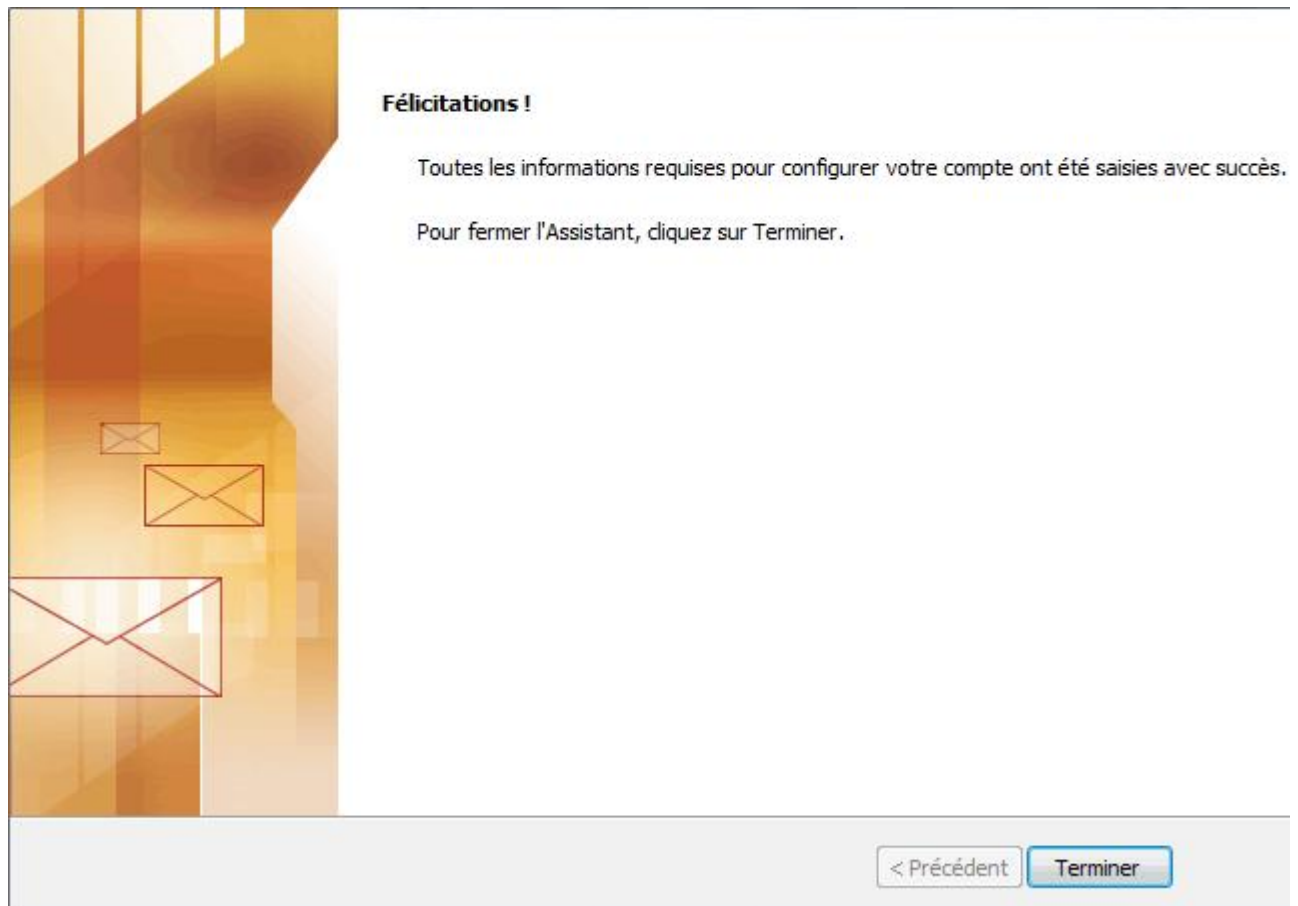 Félicitations !
Toutes les informations requises pour configurer votre compte ont été saisies avec succès.
Pour fermer l'Assistant, cliquez sur Terminer.
< Précédent
Terminer